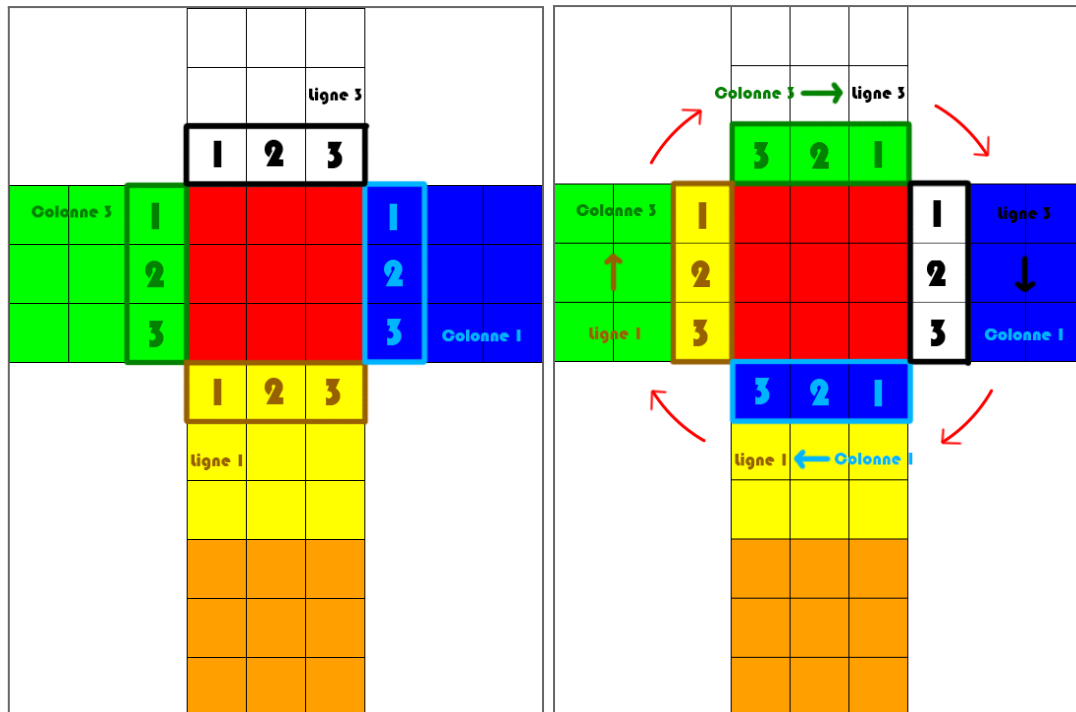 Ligne 3
1 2 3
Colonne 3 1 1
2 2
3 3 Colonne 1
1 2 3
Ligne 1
Colonne 3 Ligne 3
3 2 1
Colonne 3 1 1 Ligne 3
2 2
Ligne 1 3 3 Colonne 1
3 2 1
Ligne 1 Colonne 1